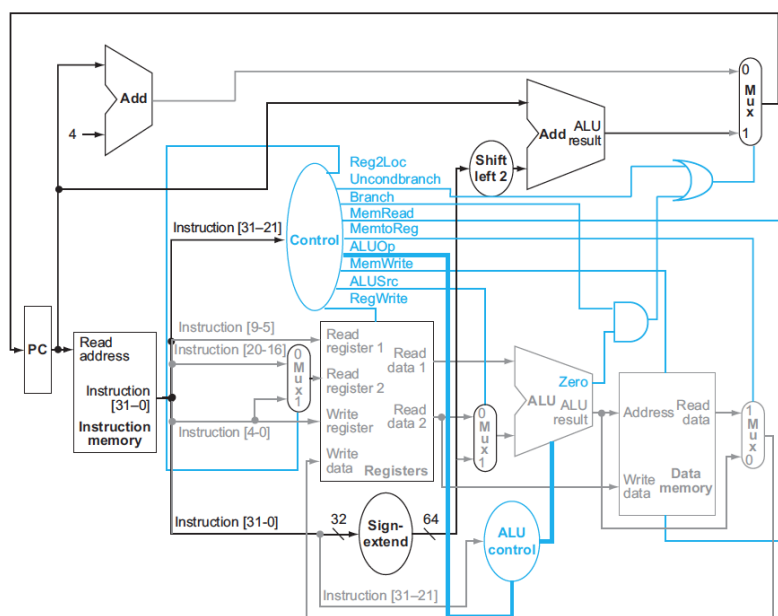 0
M
u
x
1
Add
4
Add
ALU
result
Shift
left 2
Reg2Loc
Uncondbranch
Branch
MemRead
MemtoReg
ALUOp
MemWrite
ALUSrc
RegWrite
Instruction [31–21]
Control
PC
Read
address
Instruction
[31–0]
Instruction
memory
Instruction [9-5]
Instruction [20-16]
Instruction [4-0]
0
M
u
x
1
Read
register 1
Read
register 2
Write
register
Write
data
Registers
Read
data 1
Read
data 2
0
M
u
x
1
Zero
ALU
ALU
result
Address
Read
data
Write
data
Data
memory
1
M
u
x
0
Instruction [31-0]
32
Sign-
extend
64
ALU
control
Instruction [31–21]